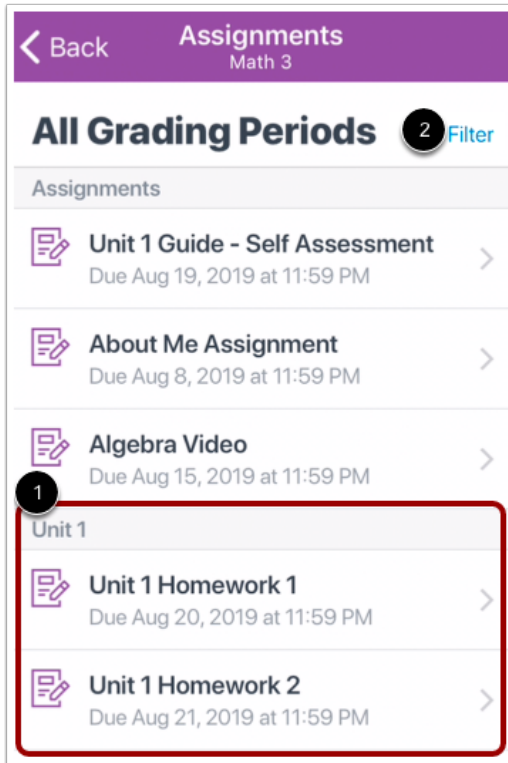 Back
Assignments
Math 3
All Grading Periods
2
Filter
Assignments
Unit 1 Guide - Self Assessment
Due Aug 19, 2019 at 11:59 PM
About Me Assignment
Due Aug 8, 2019 at 11:59 PM
Algebra Video
Due Aug 15, 2019 at 11:59 PM
1
Unit 1
Unit 1 Homework 1
Due Aug 20, 2019 at 11:59 PM
Unit 1 Homework 2
Due Aug 21, 2019 at 11:59 PM